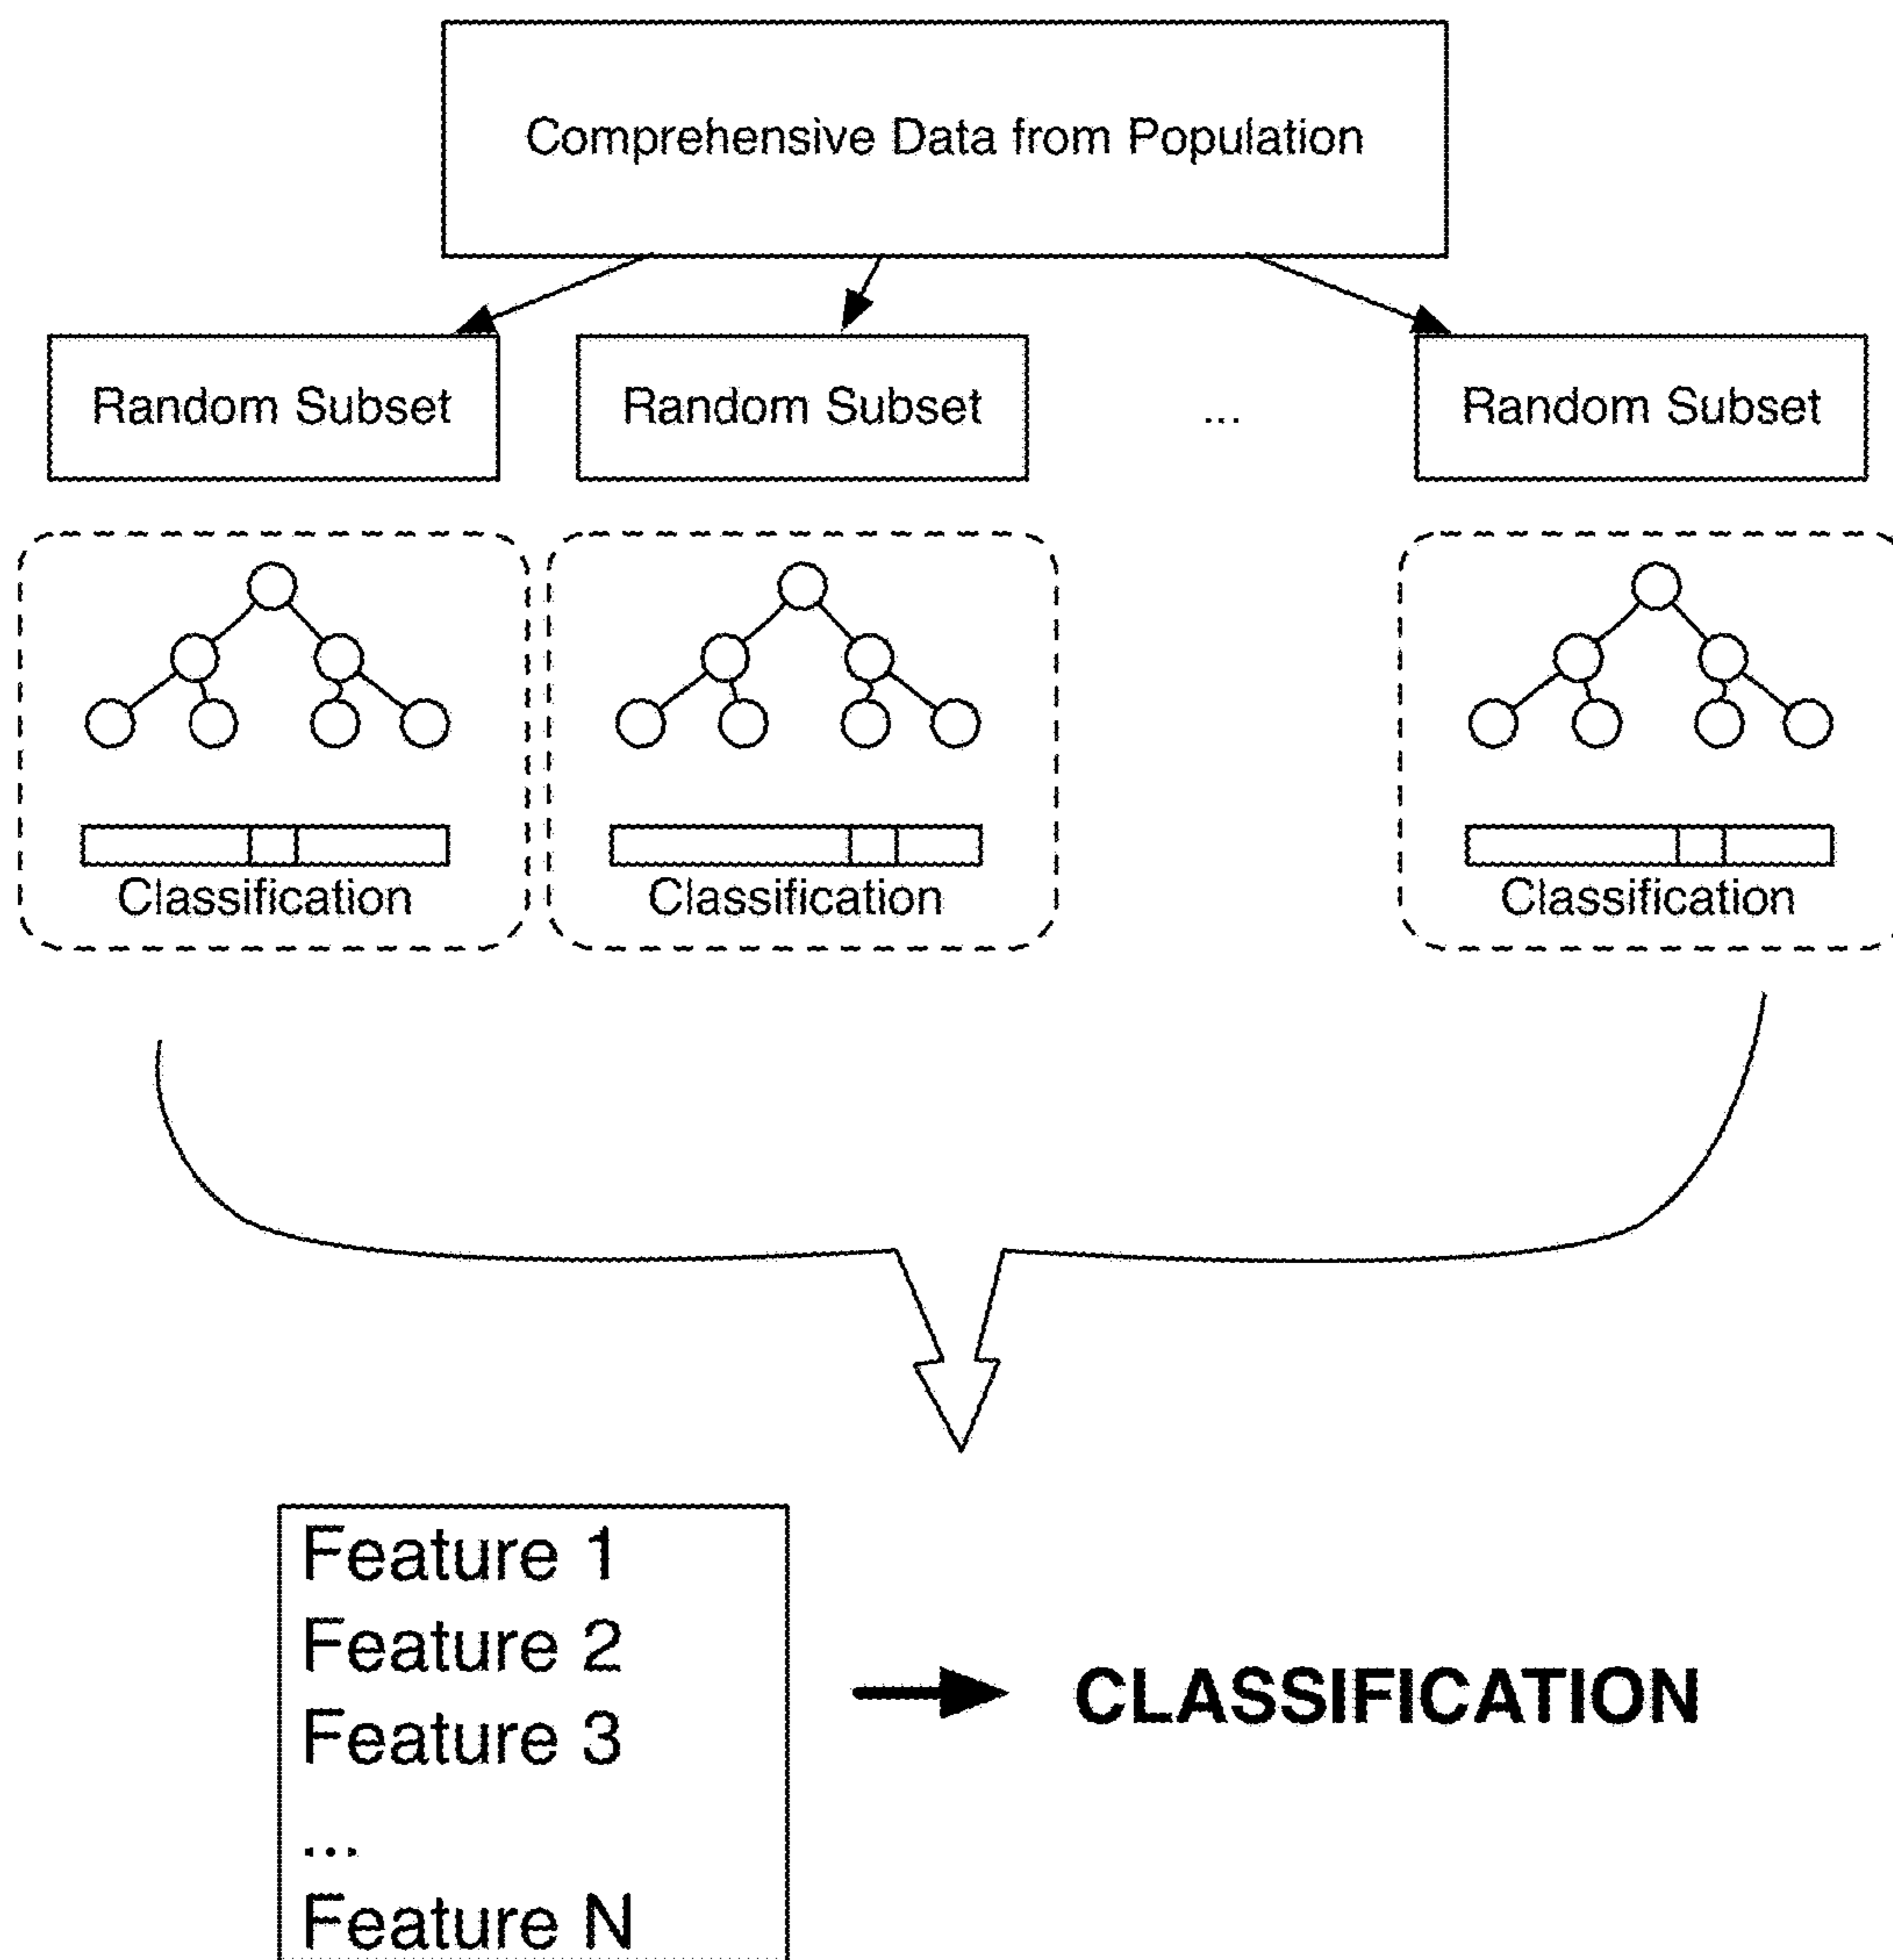 Comprehensive Data from Population
Random Subset Random Subset ... Random Subset
Classification Classification Classification
Feature 1
Feature 2
Feature 3
...
Feature N
CLASSIFICATION